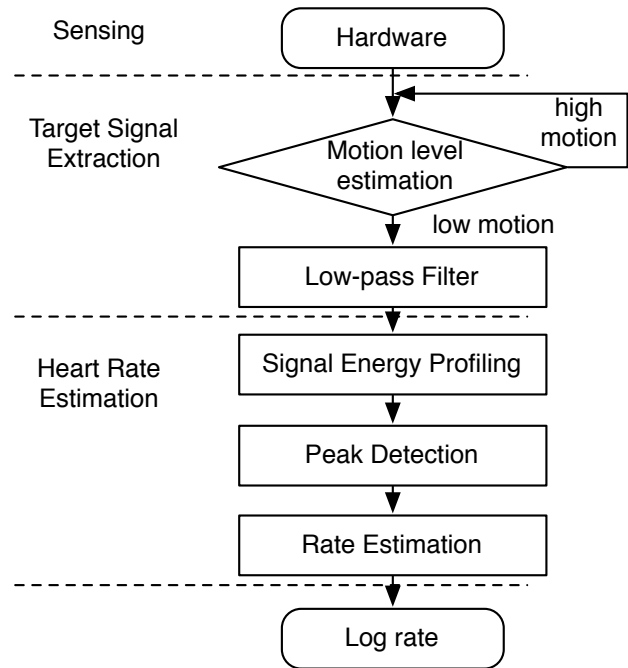 Sensing
Hardware
Target Signal
Extraction
high
motion
Motion level
estimation
low motion
Low-pass Filter
Heart Rate
Estimation
Signal Energy Profiling
Peak Detection
Rate Estimation
Log rate